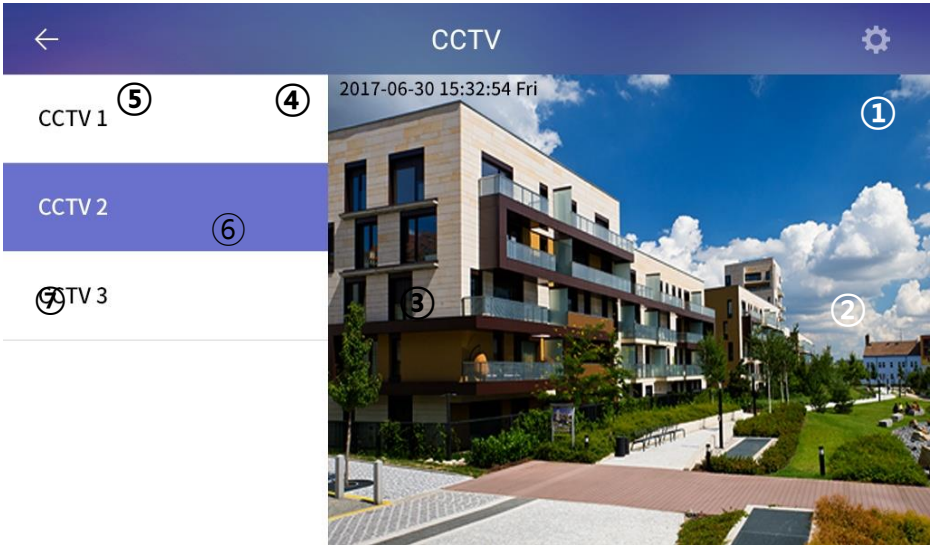 CCTV
2017-06-30 15:32:54 Fri
CCTV 1
⑤
④
①
CCTV 2
⑥
⑦
CCTV 3
③
②